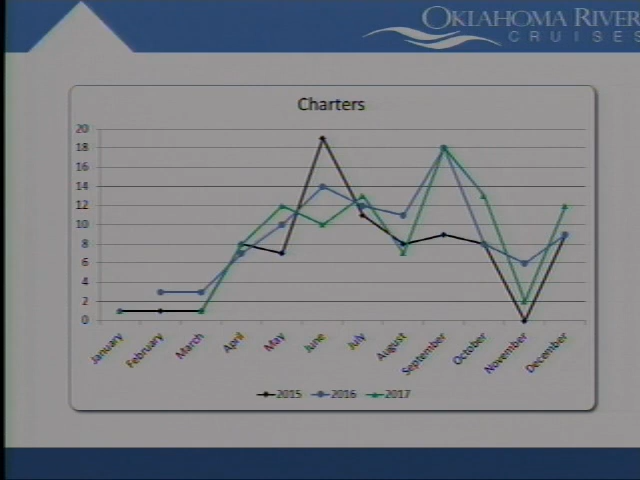 OKLAHOMA RIVER
CRUISES
Charters
20
18
16
14
12
10
8
6
4
2
0
January
February
March
April
May
June
July
August
September
October
November
December
2015
2016
2017